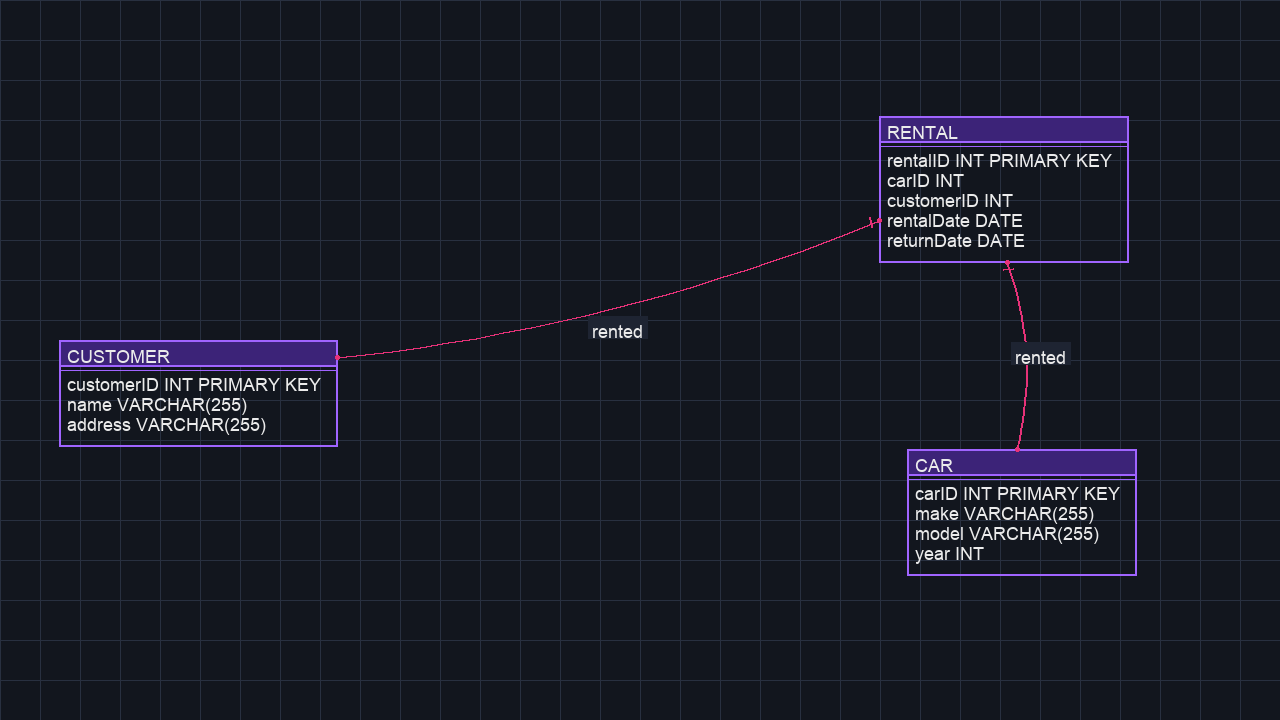 RENTAL
rentalID INT PRIMARY KEY
carID INT
customerID INT
rentalDate DATE
returnDate DATE
rented
CUSTOMER
customerID INT PRIMARY KEY
name VARCHAR(255)
address VARCHAR(255)
rented
CAR
carID INT PRIMARY KEY
make VARCHAR(255)
model VARCHAR(255)
year INT